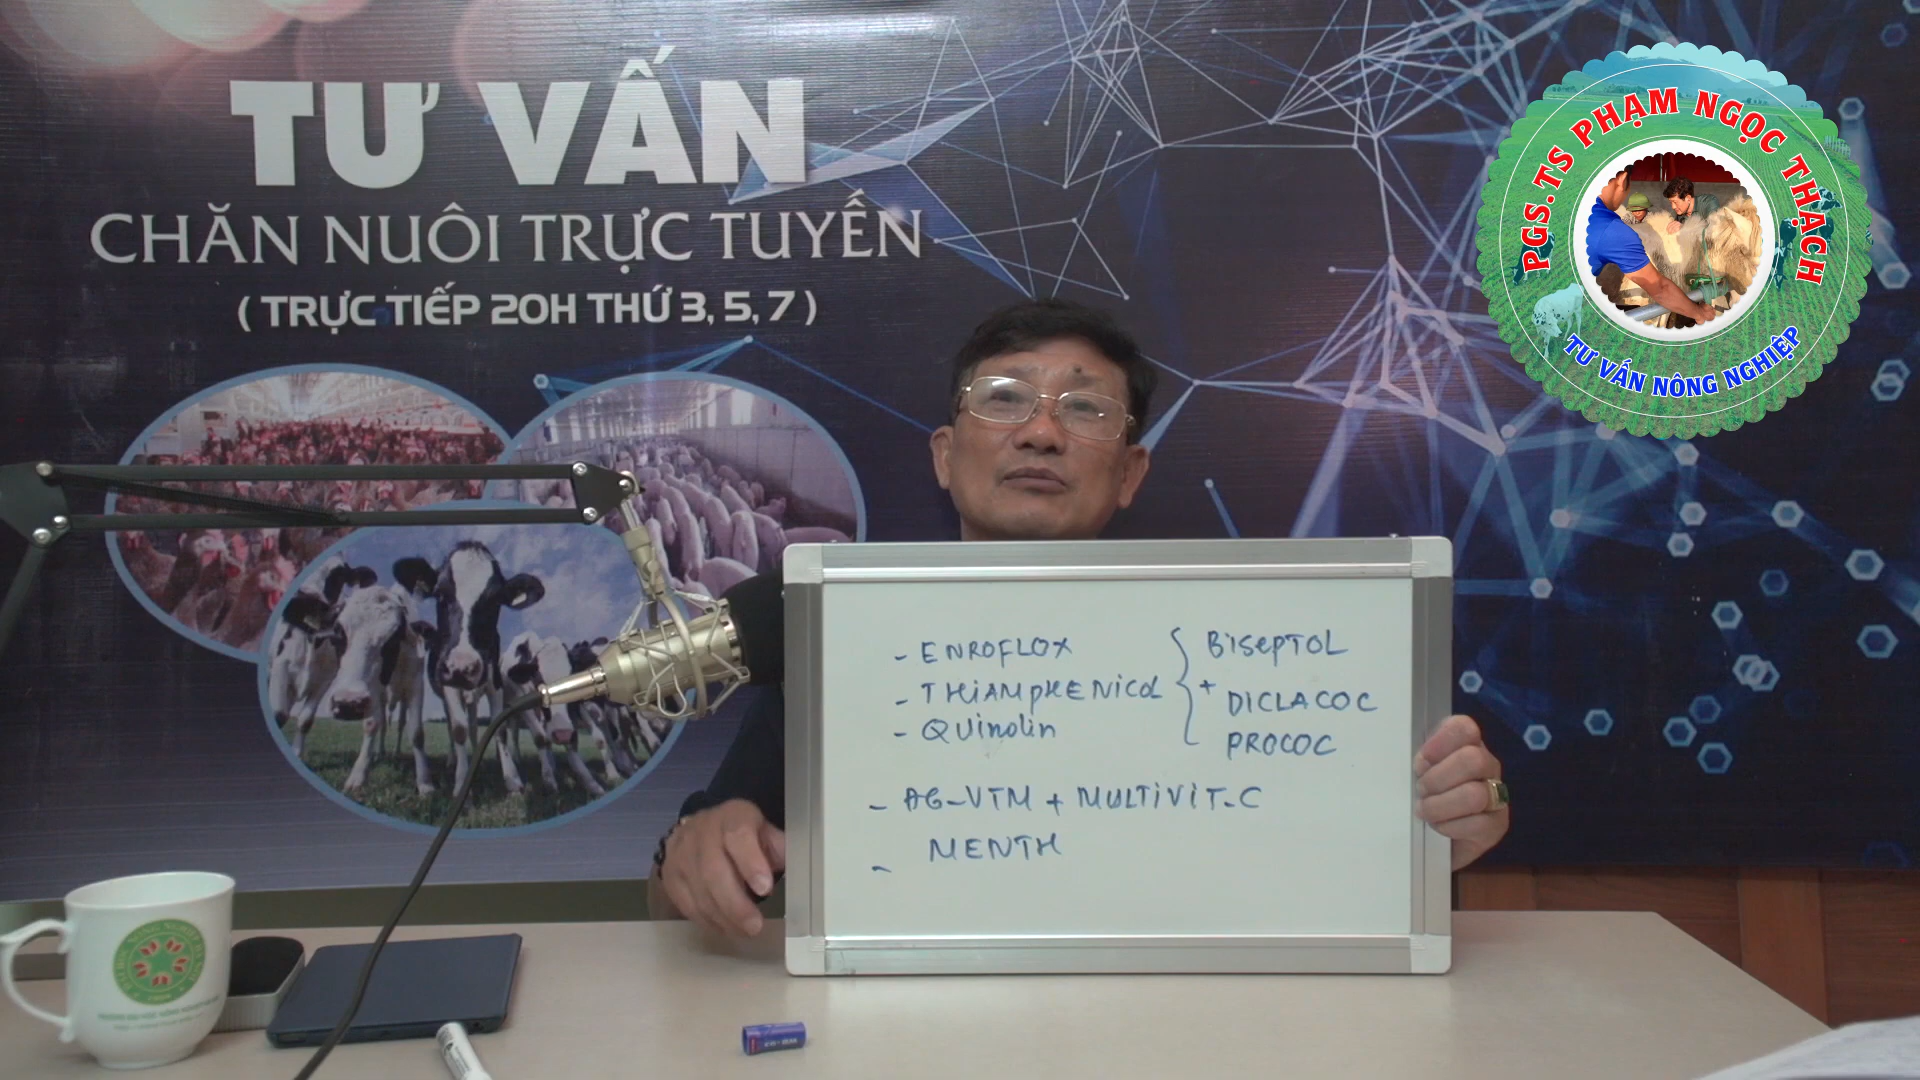 TƯ VẤN
CHĂN NUÔI TRỰC TUYẾN
( TRỰC TIẾP 20H THỨ 3, 5, 7 )
PGS.TS PHẠM NGỌC THẠCH
TƯ VẤN NÔNG NGHIỆP
- ENROFLOX
- THIAMPHENICOL
- QUINOLIN
{ BISEPTOL
+ DICLACOC
PROCOC
- AG-VTM + MULTIVIT-C
- MENTH